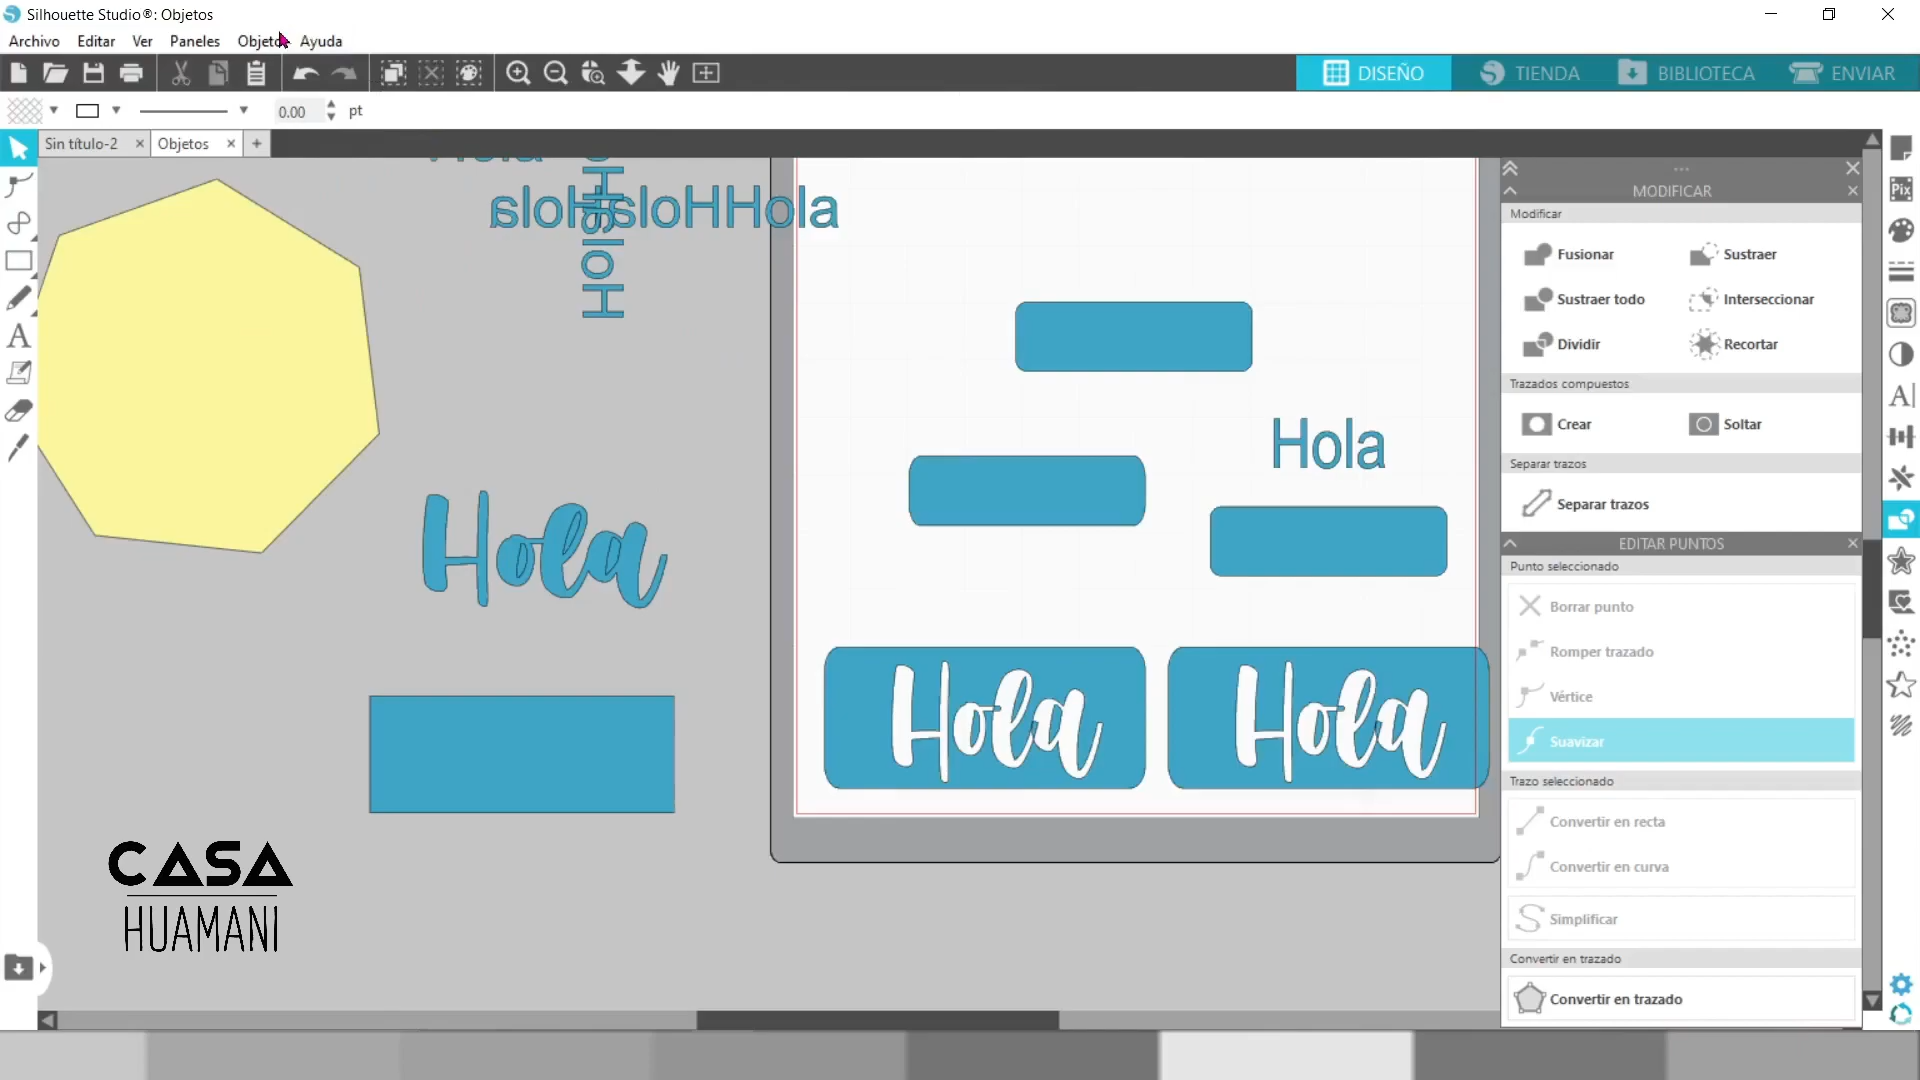 Silhouette Studio®: Objetos
Archivo Editar Ver Paneles Objeto Ayuda
DISEÑO TIENDA BIBLIOTECA ENVIAR
0.00 pt
Sin título-2 Objetos
HolaHolaHHola
HHolaH
MODIFICAR
Modificar
Fusionar Sustraer
Sustraer todo Interseccionar
Dividir Recortar
Trazados compuestos
Crear Soltar
Separar trazos
Separar trazos
EDITAR PUNTOS
Punto seleccionado
Borrar punto
Romper trazado
Vértice
Suavizar
Trazo seleccionado
Convertir en recta
Convertir en curva
Simplificar
Convertir en trazado
Convertir en trazado
Hola
Hola
Hola Hola
CASA
HUAMANI
Pix
A
A